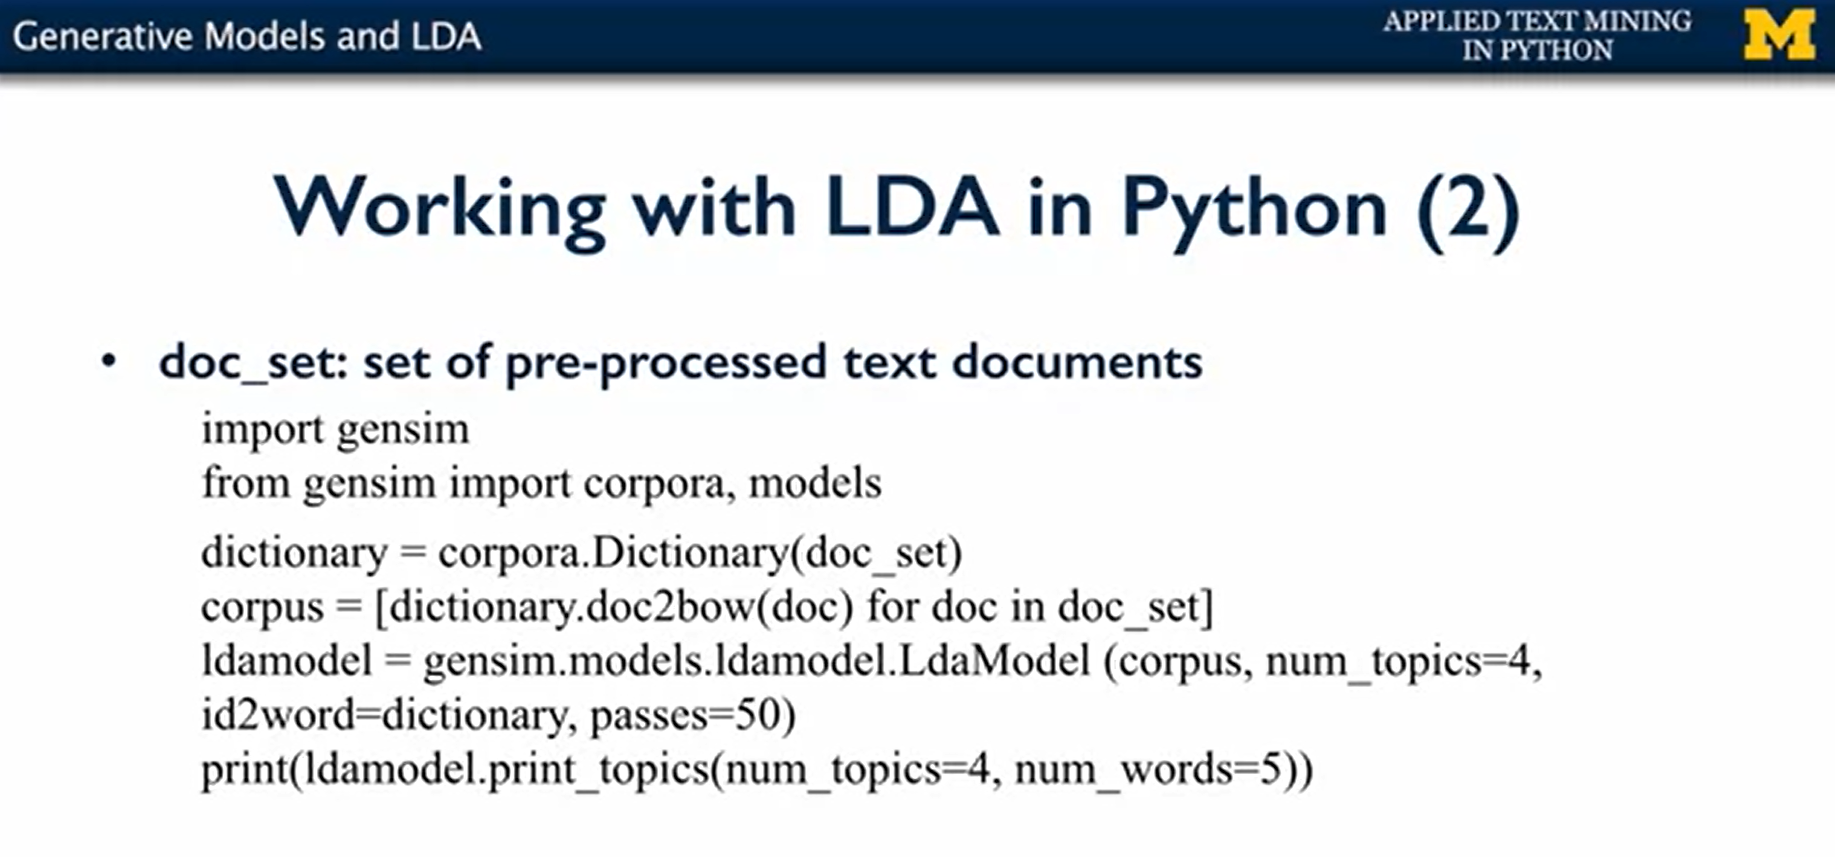 Generative Models and LDA
APPLIED TEXT MINING
IN PYTHON
M
Working with LDA in Python (2)
• doc_set: set of pre-processed text documents
import gensim
from gensim import corpora, models
dictionary = corpora.Dictionary(doc_set)
corpus = [dictionary.doc2bow(doc) for doc in doc_set]
ldamodel = gensim.models.ldamodel.LdaModel (corpus, num_topics=4,
id2word=dictionary, passes=50)
print(ldamodel.print_topics(num_topics=4, num_words=5))